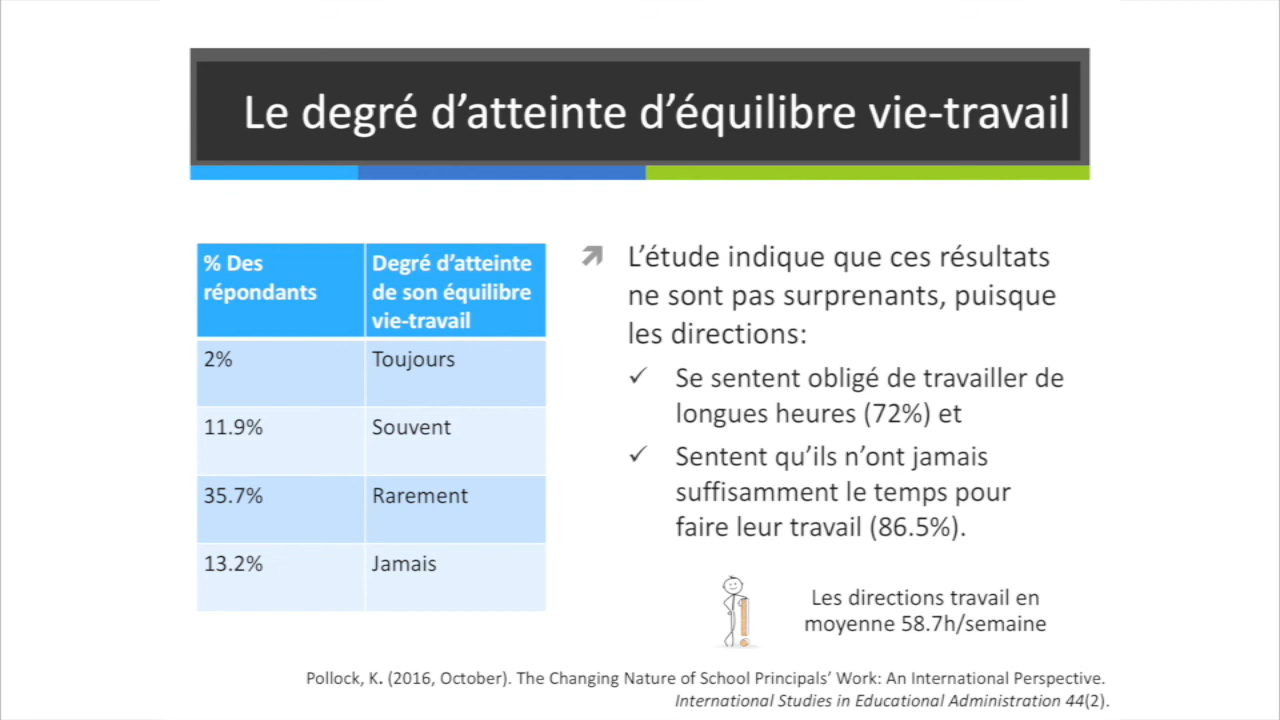 Le degré d’atteinte d’équilibre vie-travail
% Des
répondants
Degré d’atteinte
de son équilibre
vie-travail
2%
Toujours
11.9%
Souvent
35.7%
Rarement
13.2%
Jamais
L’étude indique que ces résultats
ne sont pas surprenants, puisque
les directions:
✓ Se sentent obligé de travailler de
longues heures (72%) et
✓ Sentent qu’ils n’ont jamais
suffisamment le temps pour
faire leur travail (86.5%).
Les directions travail en
moyenne 58.7h/semaine
Pollock, K. (2016, October). The Changing Nature of School Principals’ Work: An International Perspective.
International Studies in Educational Administration 44(2).